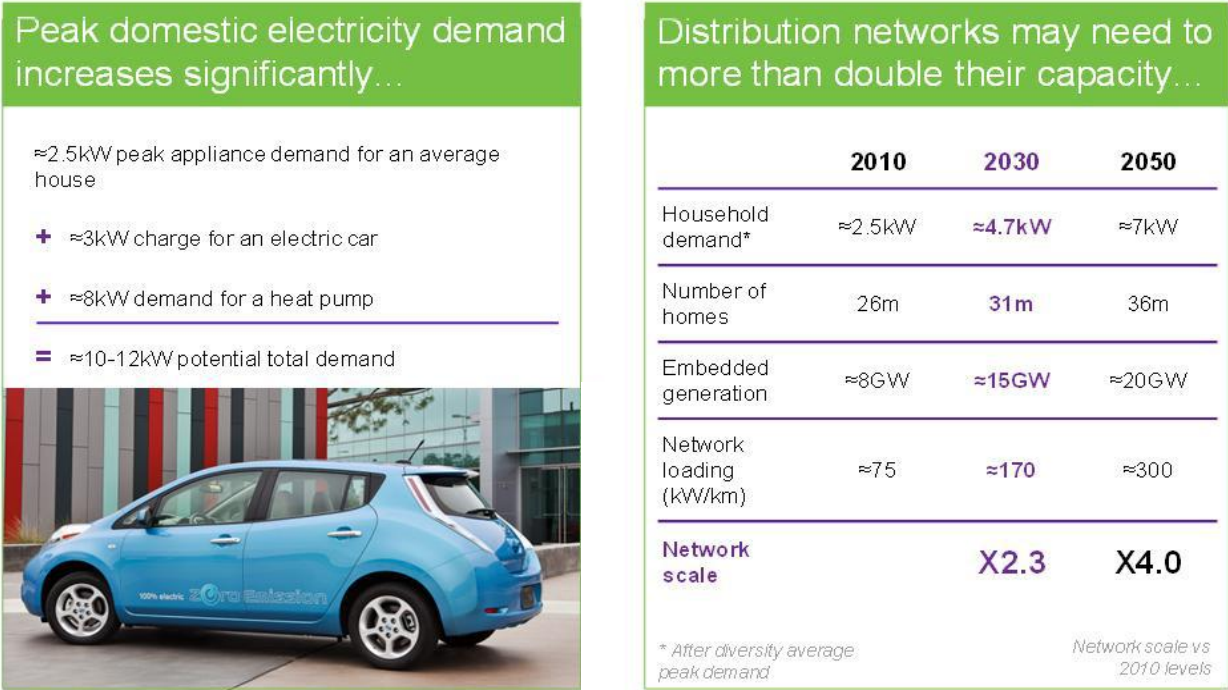 Peak domestic electricity demand
increases significantly...
≈2.5kW peak appliance demand for an average
house
+ ≈3kW charge for an electric car
+ ≈8kW demand for a heat pump
= ≈10-12kW potential total demand
100% electric zero emission
Distribution networks may need to
more than double their capacity...
2010 2030 2050
Household
demand* ≈2.5kW ≈4.7kW ≈7kW
Number of
homes 26m 31m 36m
Embedded
generation ≈8GW ≈15GW ≈20GW
Network
loading ≈75 ≈170 ≈300
(kW/km)
Network
scale X2.3 X4.0
* After diversity average
peak demand
Network scale vs
2010 levels